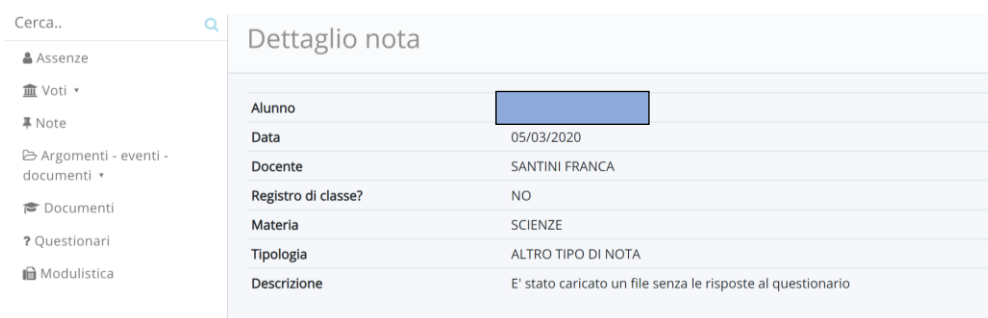 Cerca..
Assenze
Voti
Note
Argomenti - eventi -
documenti
Documenti
? Questionari
Modulistica
Dettaglio nota
Alunno
Data 05/03/2020
Docente SANTINI FRANCA
Registro di classe? NO
Materia SCIENZE
Tipologia ALTRO TIPO DI NOTA
Descrizione E' stato caricato un file senza le risposte al questionario